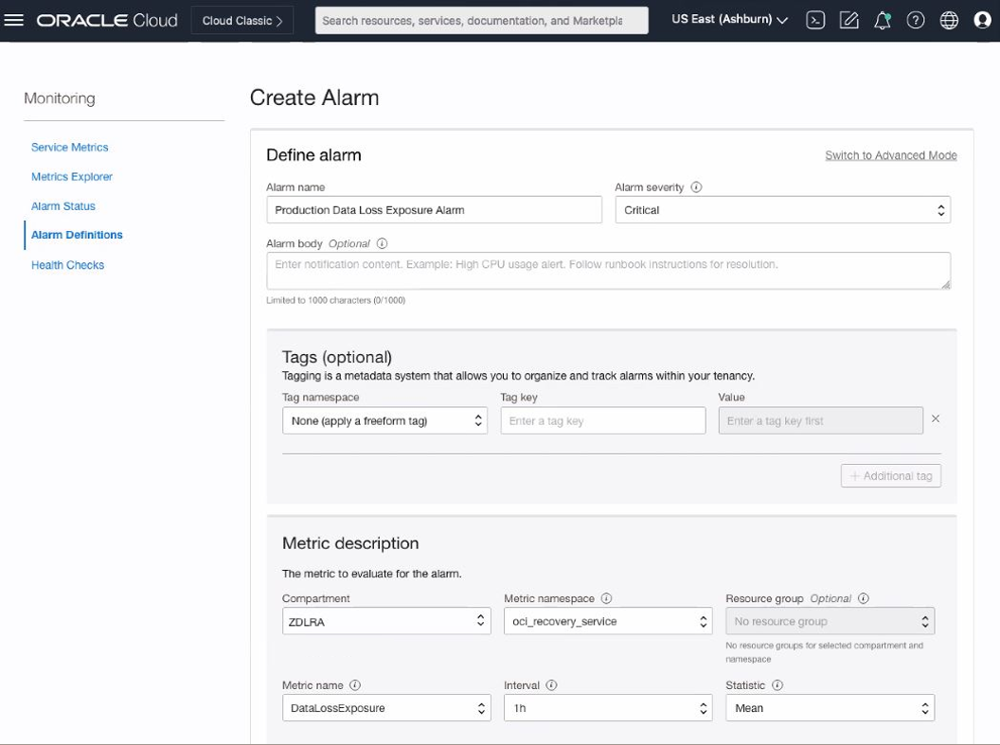 ORACLE Cloud
Cloud Classic >
Search resources, services, documentation, and Marketpla
US East (Ashburn)
Monitoring
Service Metrics
Metrics Explorer
Alarm Status
Alarm Definitions
Health Checks
Create Alarm
Define alarm
Switch to Advanced Mode
Alarm name
Production Data Loss Exposure Alarm
Alarm severity
Critical
Alarm body Optional
Enter notification content. Example: High CPU usage alert. Follow runbook instructions for resolution.
Limited to 1000 characters (0/1000)
Tags (optional)
Tagging is a metadata system that allows you to organize and track alarms within your tenancy.
Tag namespace
None (apply a freeform tag)
Tag key
Enter a tag key
Value
Enter a tag key first
+ Additional tag
Metric description
The metric to evaluate for the alarm.
Compartment
ZDLRA
Metric namespace
oci_recovery_service
Resource group Optional
No resource group
No resource groups for selected compartment and
namespace
Metric name
DataLossExposure
Interval
1h
Statistic
Mean